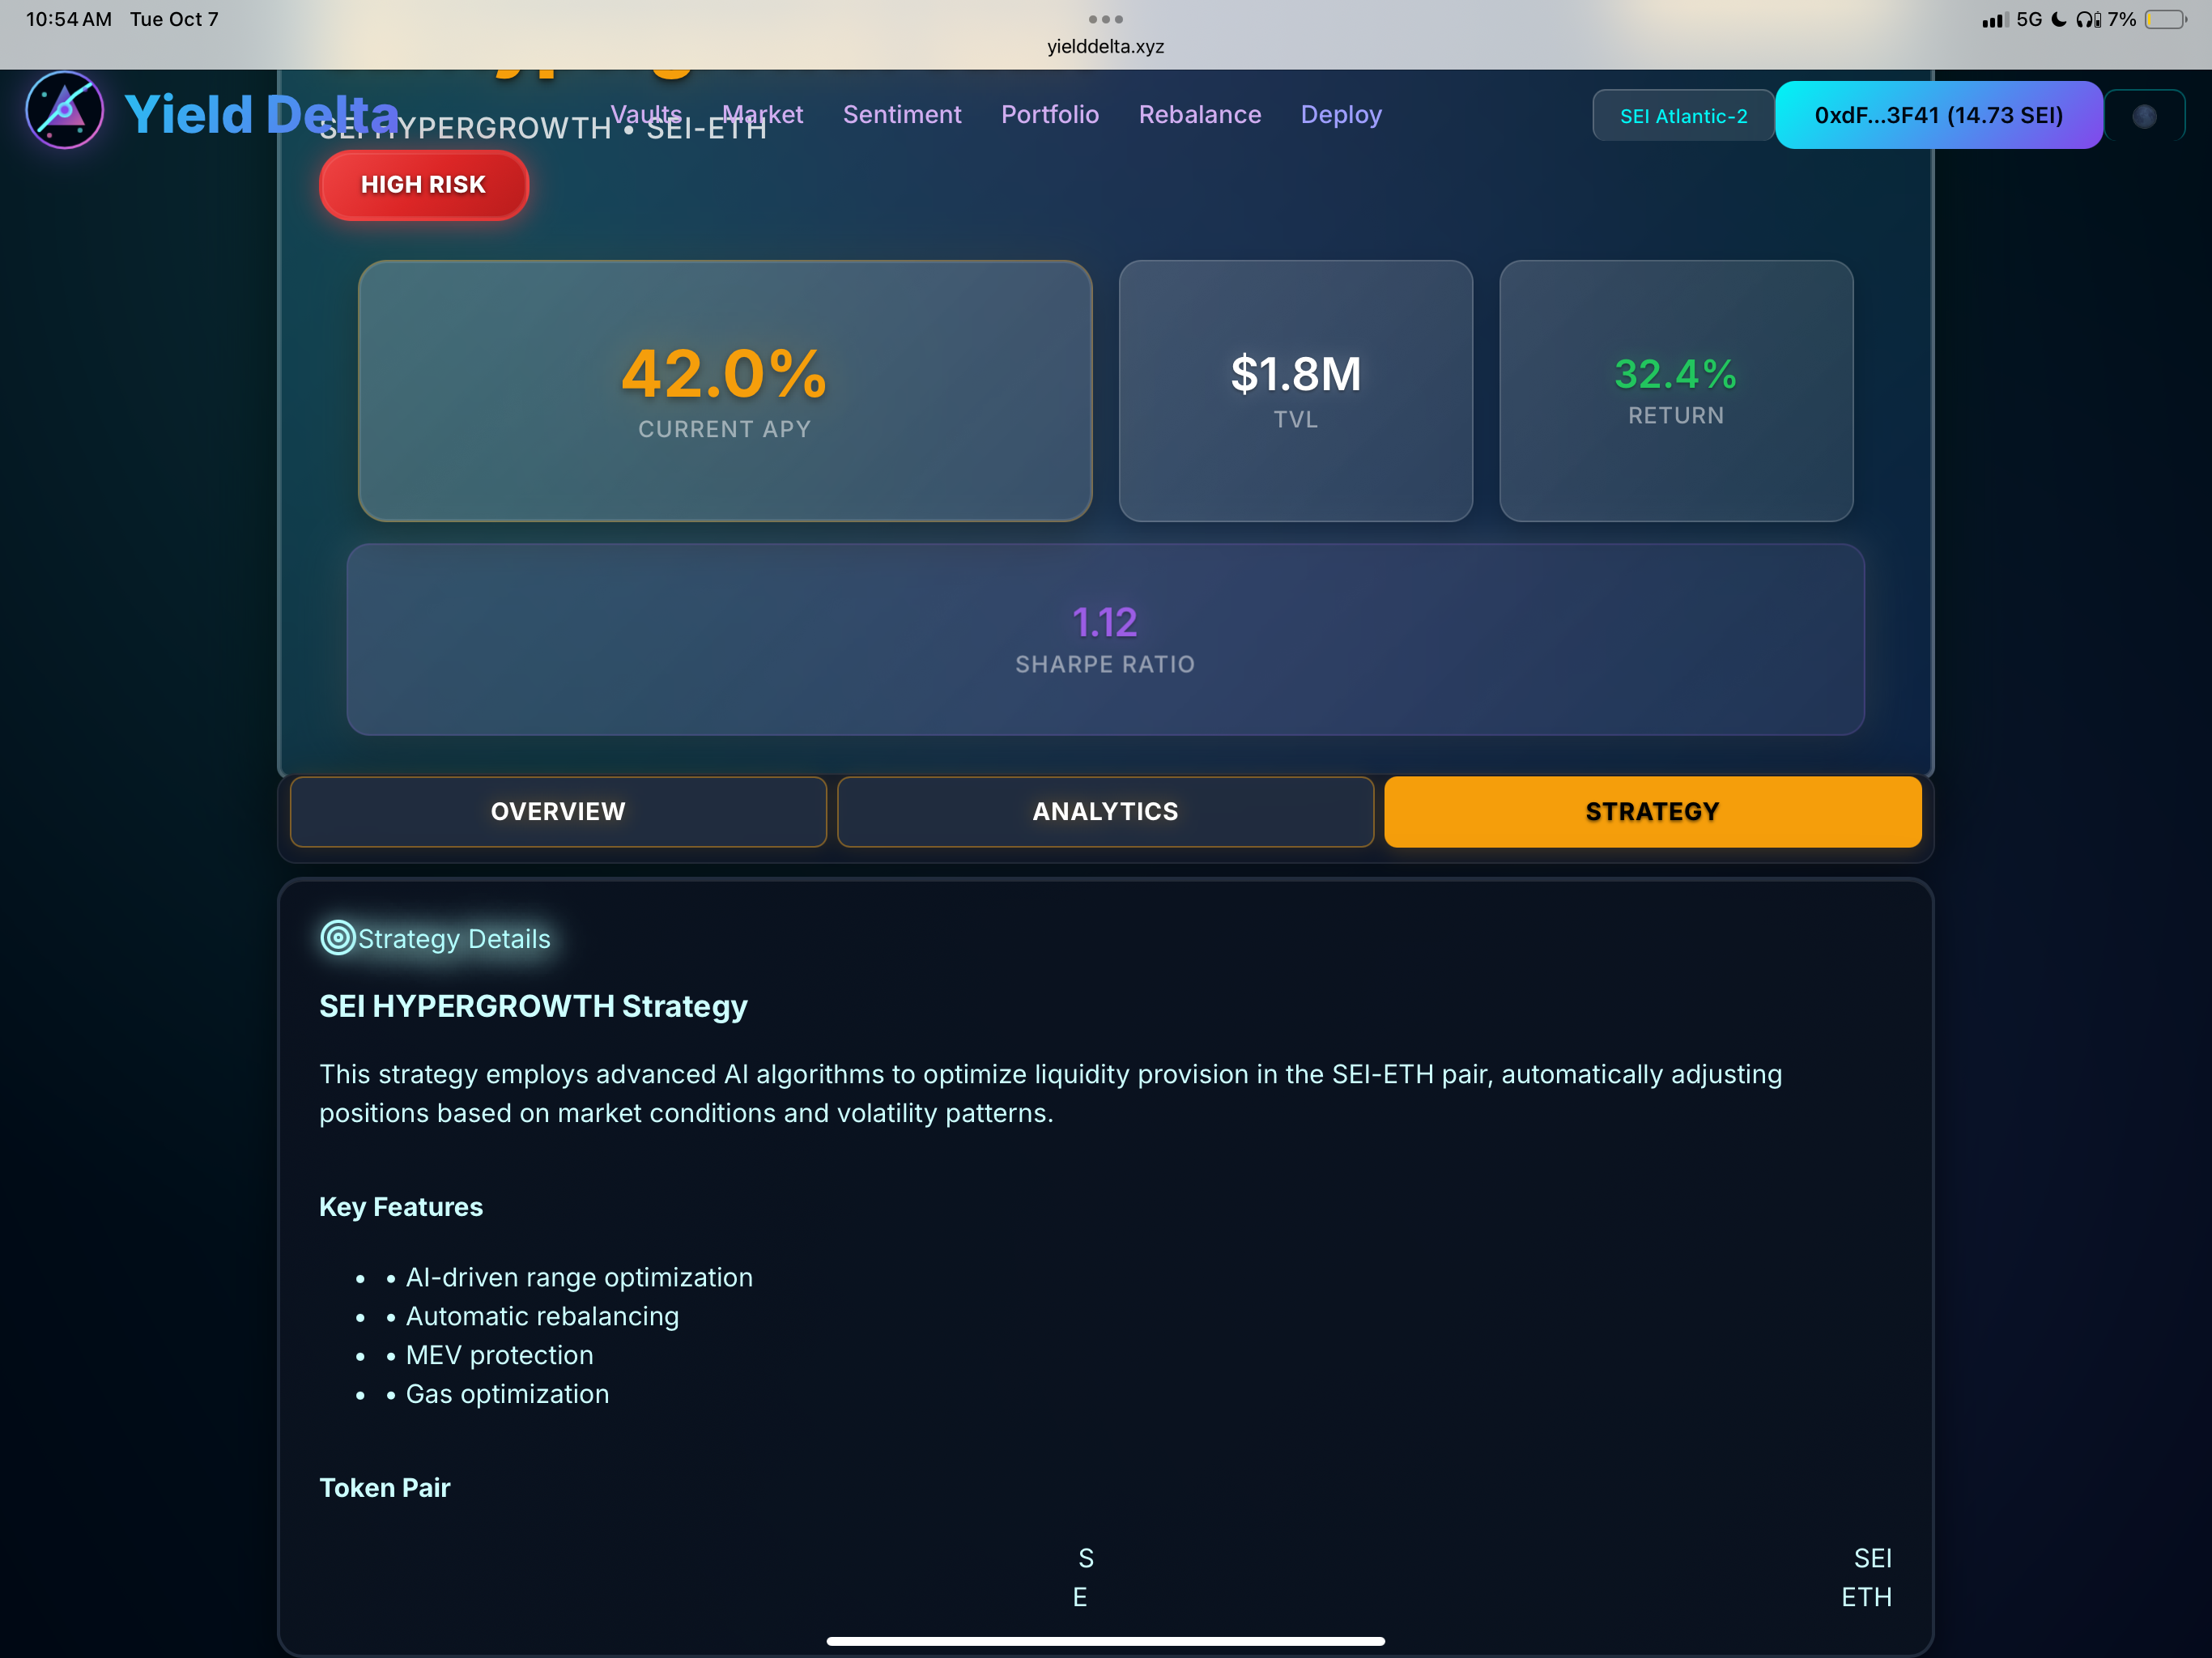 10:54 AM Tue Oct 7
5G 7%
yielddelta.xyz
Yield Delta
Vaults Market Sentiment Portfolio Rebalance Deploy
SEI Atlantic-2
0xdF...3F41 (14.73 SEI)
SEI HYPERGROWTH • SEI-ETH
HIGH RISK
42.0%
CURRENT APY
$1.8M
TVL
32.4%
RETURN
1.12
SHARPE RATIO
OVERVIEW
ANALYTICS
STRATEGY
Strategy Details
SEI HYPERGROWTH Strategy
This strategy employs advanced AI algorithms to optimize liquidity provision in the SEI-ETH pair, automatically adjusting
positions based on market conditions and volatility patterns.
Key Features
• • AI-driven range optimization
• • Automatic rebalancing
• • MEV protection
• • Gas optimization
Token Pair
S SEI
E ETH